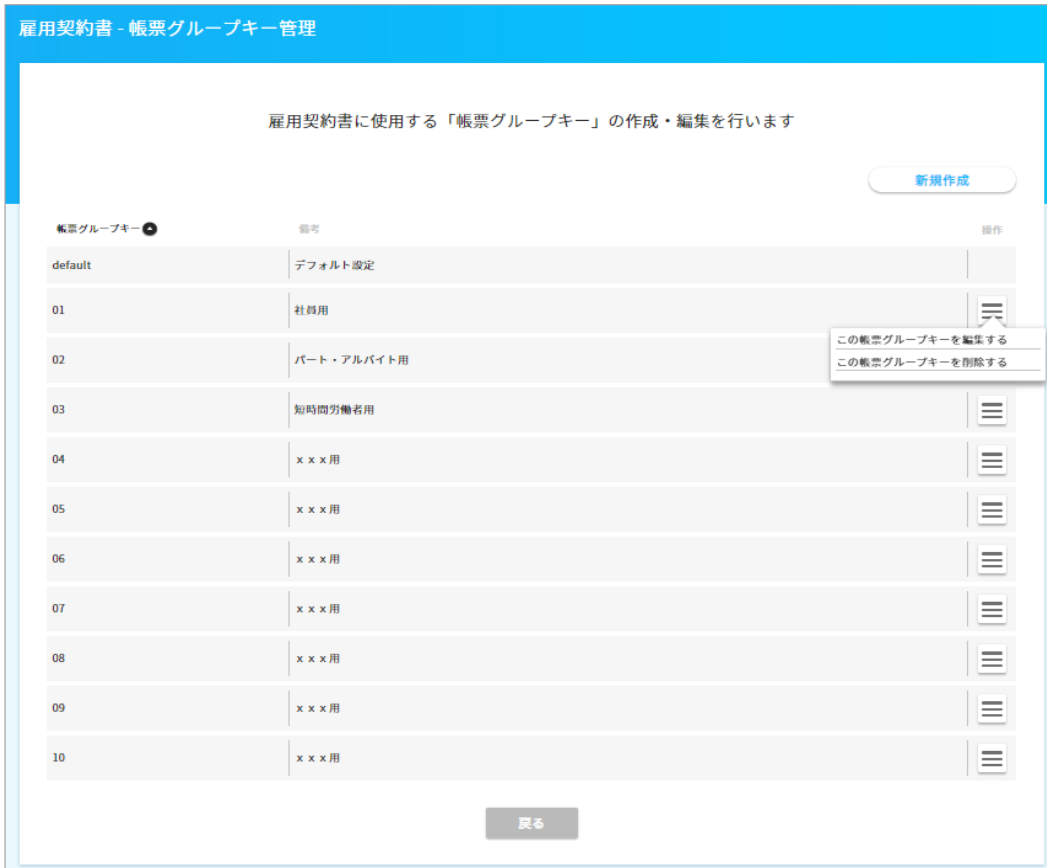 雇用契約書 - 帳票グループキー管理
雇用契約書に使用する「帳票グループキー」の作成・編集を行います
新規作成
帳票グループキー 備考 操作
default デフォルト設定
01 社員用
この帳票グループキーを編集する
02 パート・アルバイト用
この帳票グループキーを削除する
03 短時間労働者用
04 ｘｘｘ用
05 ｘｘｘ用
06 ｘｘｘ用
07 ｘｘｘ用
08 ｘｘｘ用
09 ｘｘｘ用
10 ｘｘｘ用
戻る